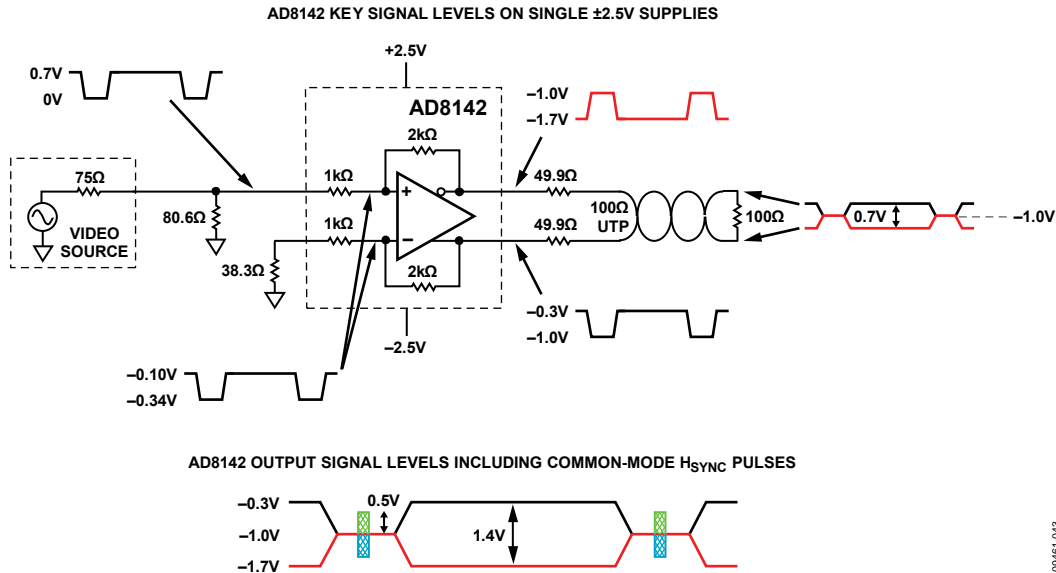 AD8142 KEY SIGNAL LEVELS ON SINGLE ±2.5V SUPPLIES
+2.5V
0.7V
0V
AD8142
–1.0V
–1.7V
2kΩ
75Ω
1kΩ
49.9Ω
+
80.6Ω
VIDEO
SOURCE
100Ω
UTP
100Ω
0.7V
–1.0V
1kΩ
–
49.9Ω
38.3Ω
2kΩ
–2.5V
–0.3V
–1.0V
–0.10V
–0.34V
AD8142 OUTPUT SIGNAL LEVELS INCLUDING COMMON-MODE HSYNC PULSES
–0.3V
0.5V
–1.0V
1.4V
–1.7V